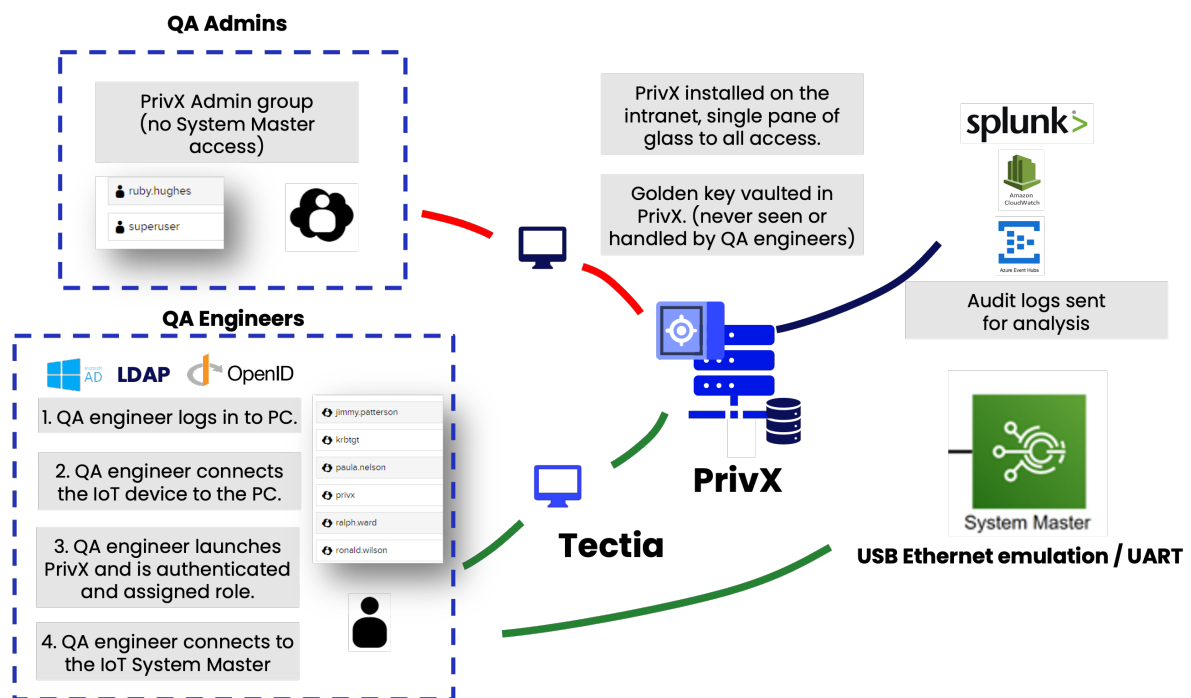 QA Admins
PrivX Admin group
(no System Master
access)
ruby.hughes
superuser
PrivX installed on the
intranet, single pane of
glass to all access.
Golden key vaulted in
PrivX. (never seen or
handled by QA engineers)
splunk>
Amazon
CloudWatch
Azure Event Hubs
Audit logs sent
for analysis
QA Engineers
Microsoft
AD
LDAP
OpenID
1. QA engineer logs in to PC.
2. QA engineer connects
the IoT device to the PC.
3. QA engineer launches
PrivX and is authenticated
and assigned role.
4. QA engineer connects to
the IoT System Master
jimmy.patterson
krbtgt
paula.nelson
privx
ralph.ward
ronald.wilson
Tectia
PrivX
System Master
USB Ethernet emulation / UART